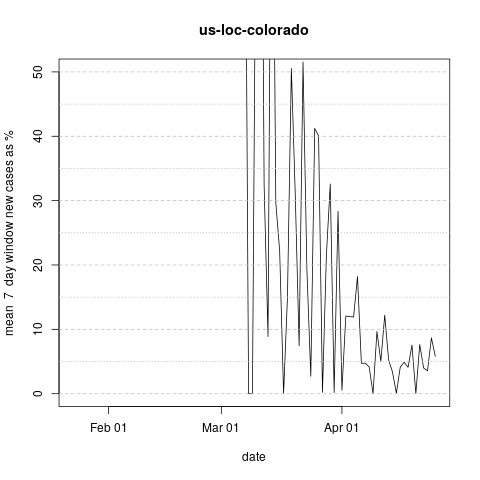 us-loc-colorado
mean  7  day window new cases as %
50
40
30
20
10
0
Feb 01
Mar 01
Apr 01
date